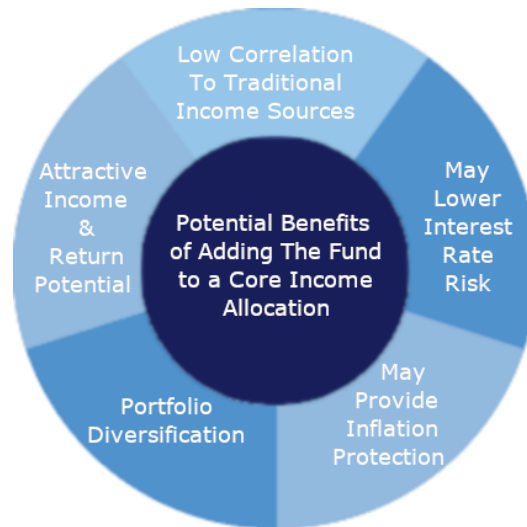 Low Correlation
To Traditional
Income Sources
May
Lower
Interest
Rate
Risk
May
Provide
Inflation
Protection
Portfolio
Diversification
Attractive
Income
&
Return
Potential
Potential Benefits
of Adding The Fund
to a Core Income
Allocation